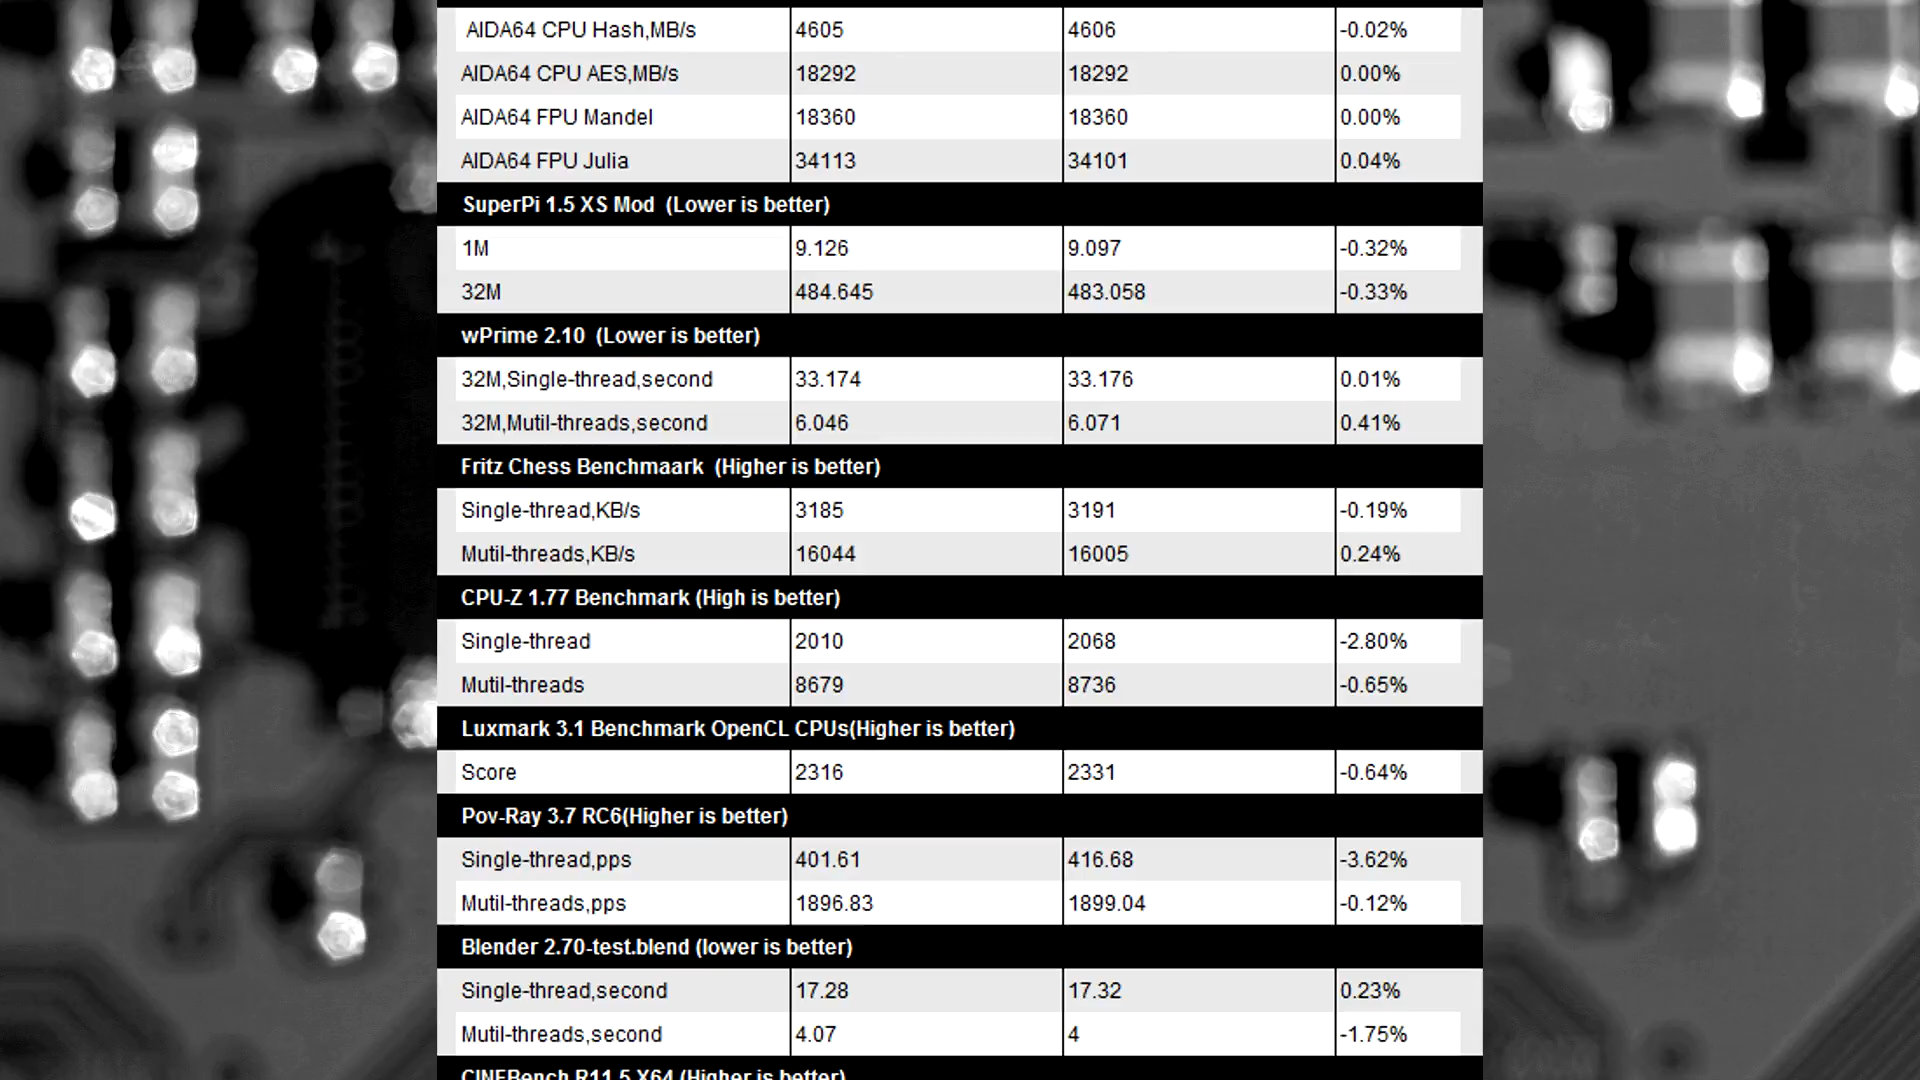 AIDA64 CPU Hash,MB/s 4605 4606 -0.02%
AIDA64 CPU AES,MB/s 18292 18292 0.00%
AIDA64 FPU Mandel 18360 18360 0.00%
AIDA64 FPU Julia 34113 34101 0.04%
SuperPi 1.5 XS Mod (Lower is better)
1M 9.126 9.097 -0.32%
32M 484.645 483.058 -0.33%
wPrime 2.10 (Lower is better)
32M,Single-thread,second 33.174 33.176 0.01%
32M,Mutil-threads,second 6.046 6.071 0.41%
Fritz Chess Benchmaark (Higher is better)
Single-thread,KB/s 3185 3191 -0.19%
Mutil-threads,KB/s 16044 16005 0.24%
CPU-Z 1.77 Benchmark (High is better)
Single-thread 2010 2068 -2.80%
Mutil-threads 8679 8736 -0.65%
Luxmark 3.1 Benchmark OpenCL CPUs(Higher is better)
Score 2316 2331 -0.64%
Pov-Ray 3.7 RC6(Higher is better)
Single-thread,pps 401.61 416.68 -3.62%
Mutil-threads,pps 1896.83 1899.04 -0.12%
Blender 2.70-test.blend (lower is better)
Single-thread,second 17.28 17.32 0.23%
Mutil-threads,second 4.07 4 -1.75%
CINEBench R11.5 X64 (Higher is better)